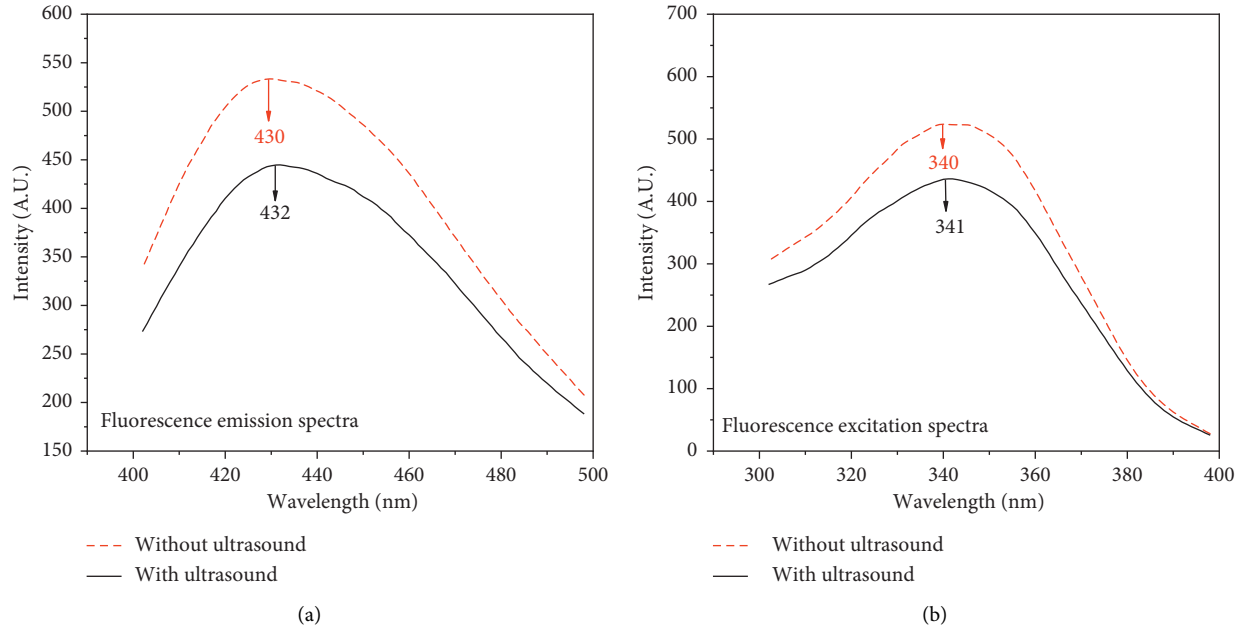 600
550
500
450
400
350
300
250
200
150
Intensity (A.U.)
430
432
Fluorescence emission spectra
400 420 440 460 480 500
Wavelength (nm)
Without ultrasound
With ultrasound
(a)
700
600
500
400
300
200
100
0
Intensity (A.U.)
340
341
Fluorescence excitation spectra
300 320 340 360 380 400
Wavelength (nm)
Without ultrasound
With ultrasound
(b)